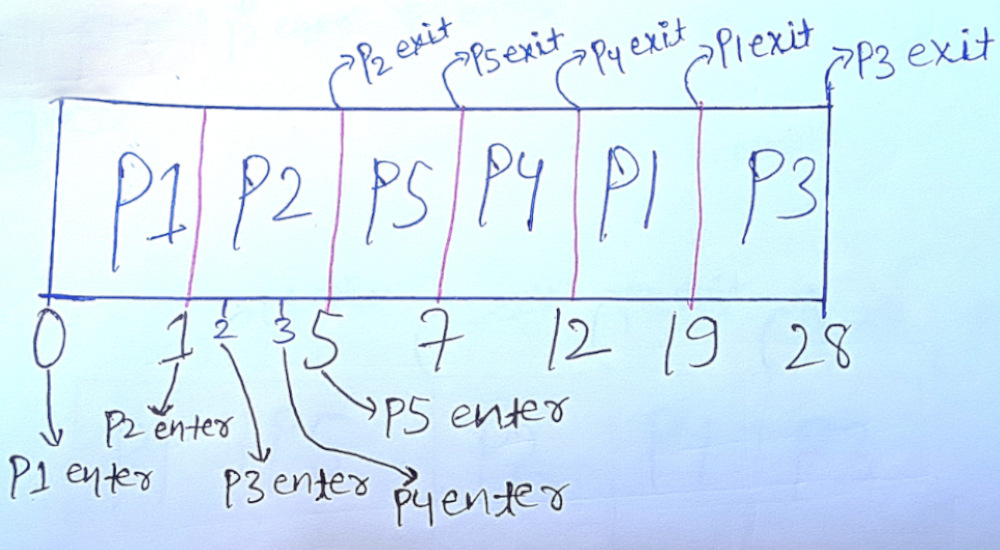 P2 exit P5 exit P4 exit P1 exit P3 exit
P1 P2 P5 P4 P1 P3
0 1 2 3 5 7 12 19 28
P2 enter P5 enter
P1 enter P3 enter P4 enter